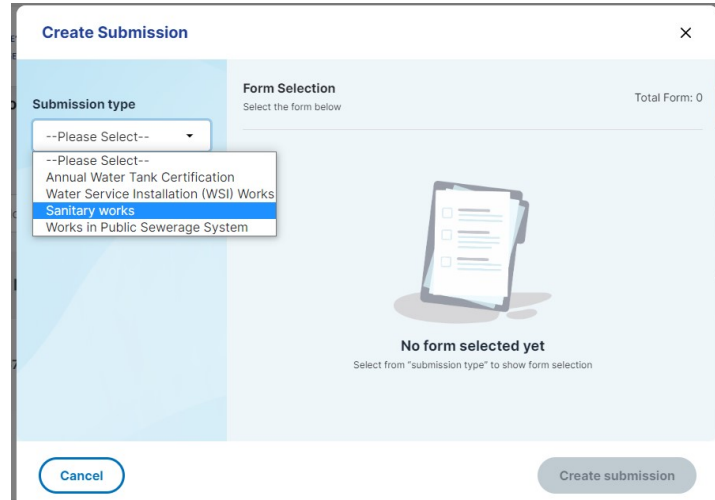 Create Submission
Submission type
--Please Select--
--Please Select--
Annual Water Tank Certification
Water Service Installation (WSI) Works
Sanitary works
Works in Public Sewerage System
Form Selection
Select the form below
Total Form: 0
No form selected yet
Select from "submission type" to show form selection
Cancel
Create submission